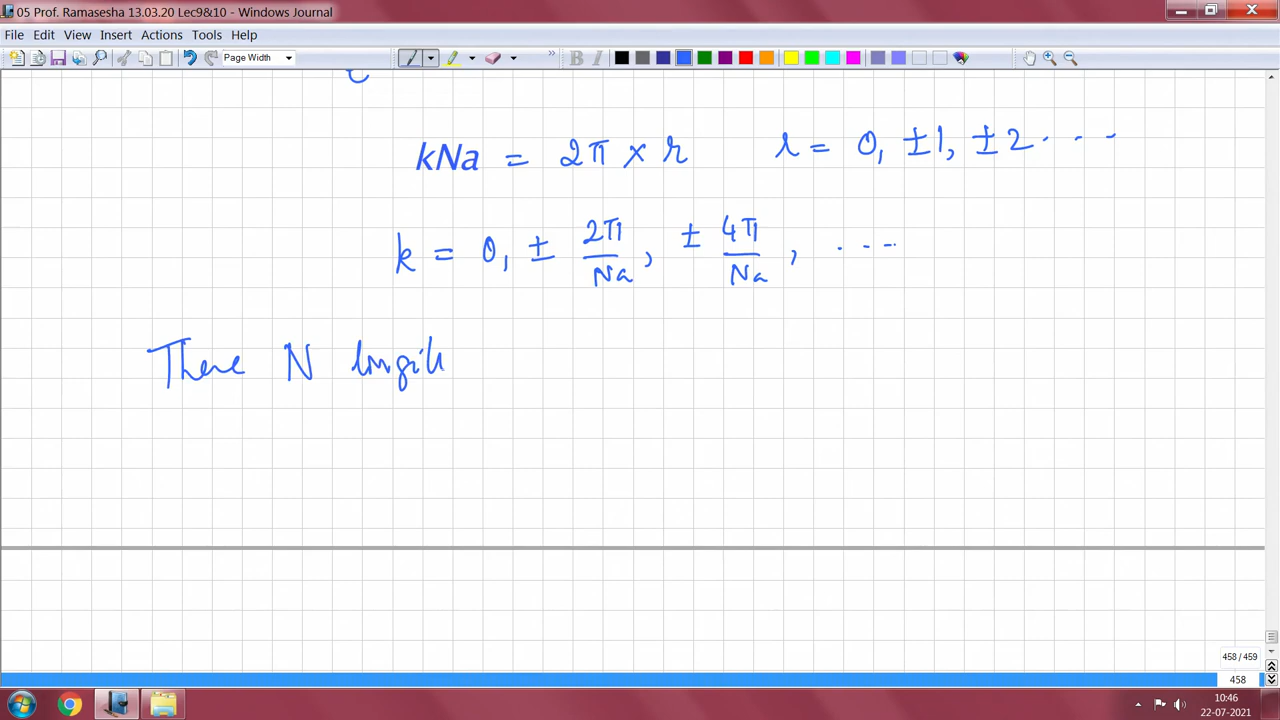 05 Prof. Ramasesha 13.03.20 Lec9&10 - Windows Journal
File Edit View Insert Actions Tools Help
Page Width
B I
kNa = 2π × r r = 0, ±1, ±2 ...
k = 0, ± 2π/Na, ± 4π/Na, ....
There N longit
458 / 459
458
10:46
22-07-2021